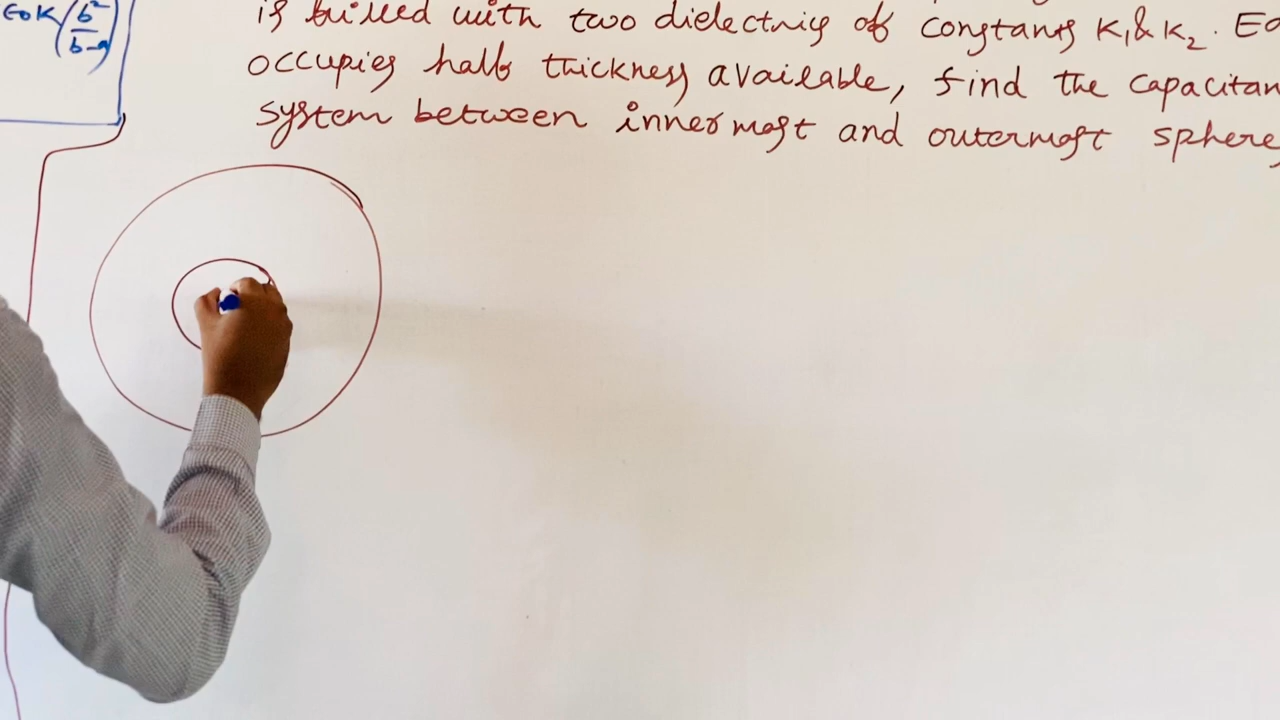 ϵ0K(b²/b-a)
is filled with two dielectrics of constants K₁ & K₂. Ea
occupies half thickness available, find the capacitan
system between innermost and outermost sphere